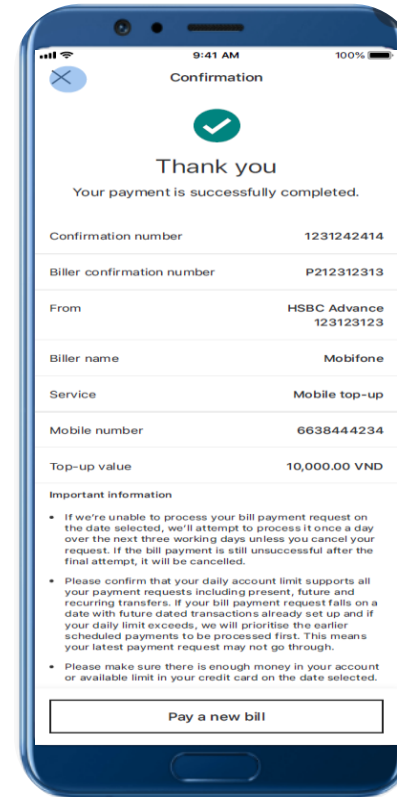 9:41 AM
100%
Confirmation
Thank you
Your payment is successfully completed.
Confirmation number 1231242414
Biller confirmation number P212312313
From HSBC Advance
123123123
Biller name Mobifone
Service Mobile top-up
Mobile number 6638444234
Top-up value 10,000.00 VND
Important information
• If we're unable to process your bill payment request on
the date selected, we'll attempt to process it once a day
over the next three working days unless you cancel your
request. If the bill payment is still unsuccessful after the
final attempt, it will be cancelled.
• Please confirm that your daily account limit supports all
your payment requests including present, future and
recurring transfers. If your bill payment request falls on a
date with future dated transactions already set up and if
your daily limit exceeds, we will prioritise the earlier
scheduled payments to be processed first. This means
your latest payment request may not go through.
• Please make sure there is enough money in your account
or available limit in your credit card on the date selected.
Pay a new bill